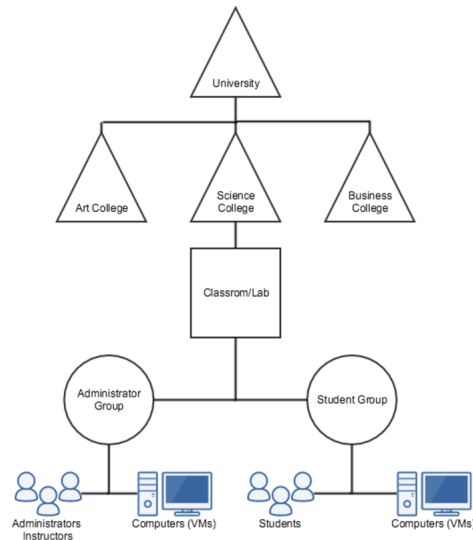 University
Art College
Science
College
Business
College
Classrom/Lab
Administrator
Group
Student Group
Administrators
Instructors
Computers (VMs)
Students
Computers (VMs)